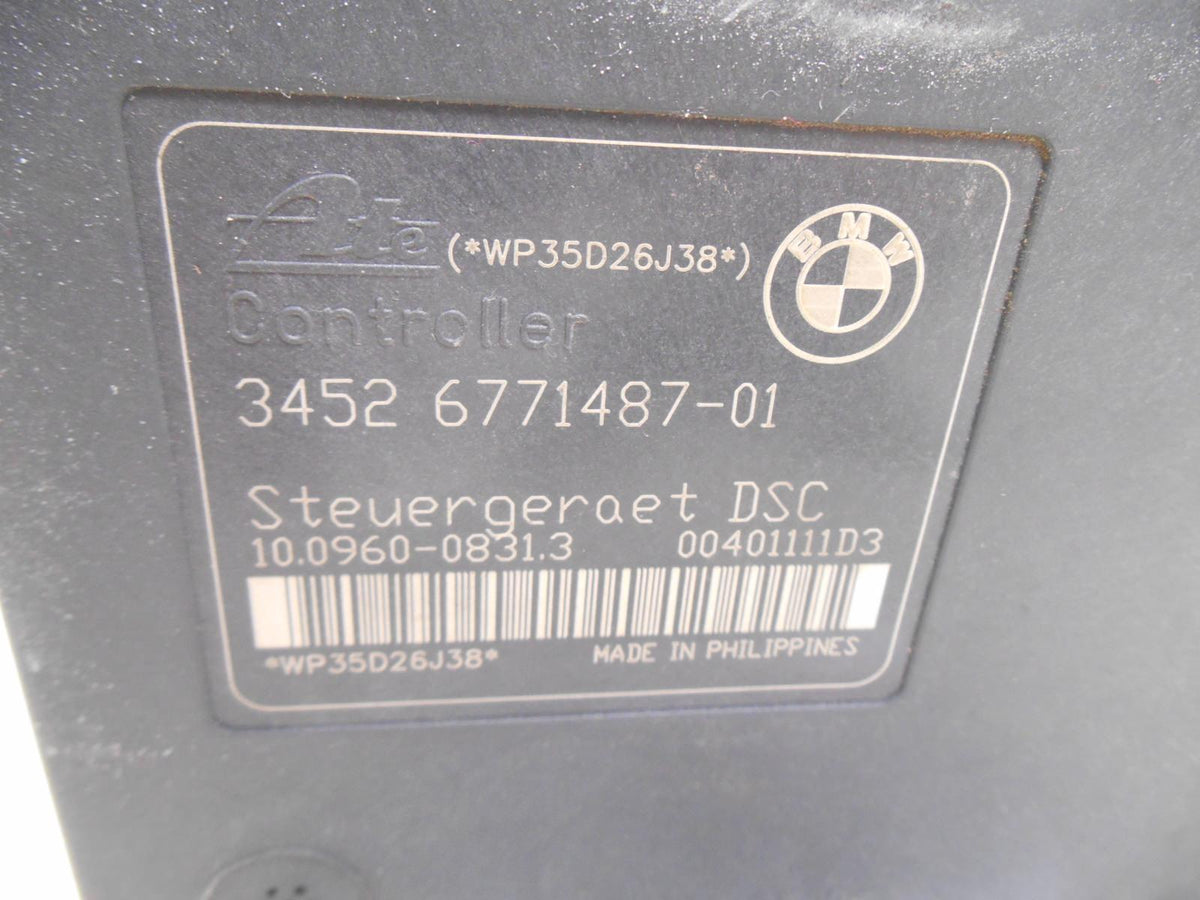 Ate (*WP35D26J38*) BMW
Controller
3452 6771487-01
Steuergeraet DSC
10.0960-0831.3 00401111D3
*WP35D26J38* MADE IN PHILIPPINES